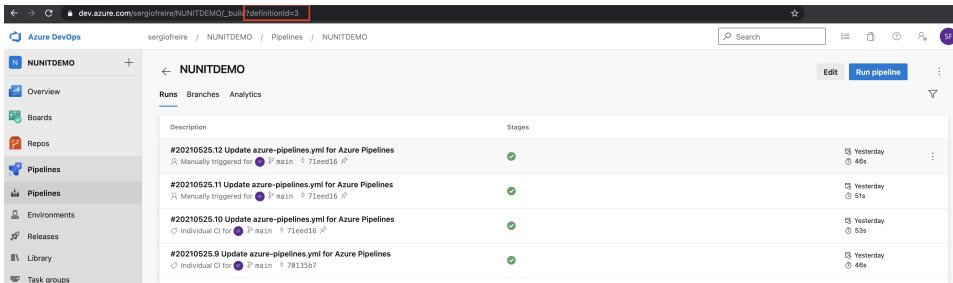 dev.azure.com/sergiofreire/NUNITDEMO/_build?definitionId=3
Azure DevOps
sergiofreire / NUNITDEMO / Pipelines / NUNITDEMO
Search
SF
N NUNITDEMO
NUNITDEMO
Edit Run pipeline
Overview
Runs Branches Analytics
Boards
Description Stages
Repos
#20210525.12 Update azure-pipelines.yml for Azure Pipelines
Yesterday
Manually triggered for main 71eed16
46s
Pipelines
#20210525.11 Update azure-pipelines.yml for Azure Pipelines
Yesterday
Pipelines
Manually triggered for main 71eed16
51s
Environments
#20210525.10 Update azure-pipelines.yml for Azure Pipelines
Yesterday
Individual CI for main 71eed16
53s
Releases
#20210525.9 Update azure-pipelines.yml for Azure Pipelines
Yesterday
Library
Individual CI for main 70135b7
46s
Task groups